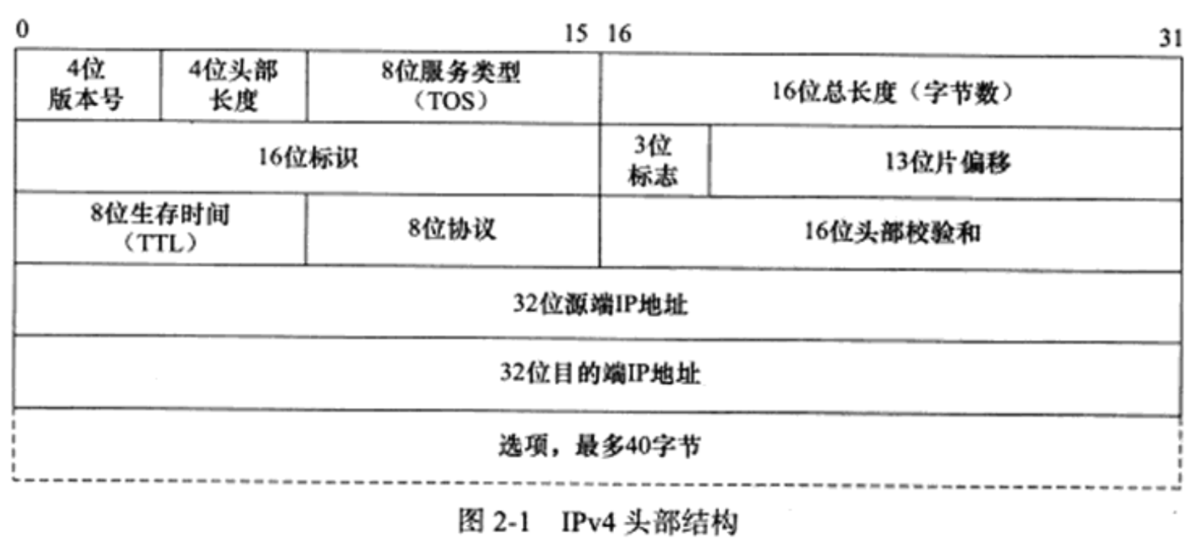 0 15 16 31
4位
版本号
4位头部
长度
8位服务类型
（TOS）
16位总长度（字节数）
16位标识
3位
标志
13位片偏移
8位生存时间
（TTL）
8位协议
16位头部校验和
32位源端IP地址
32位目的端IP地址
选项，最多40字节
图 2-1 IPv4 头部结构